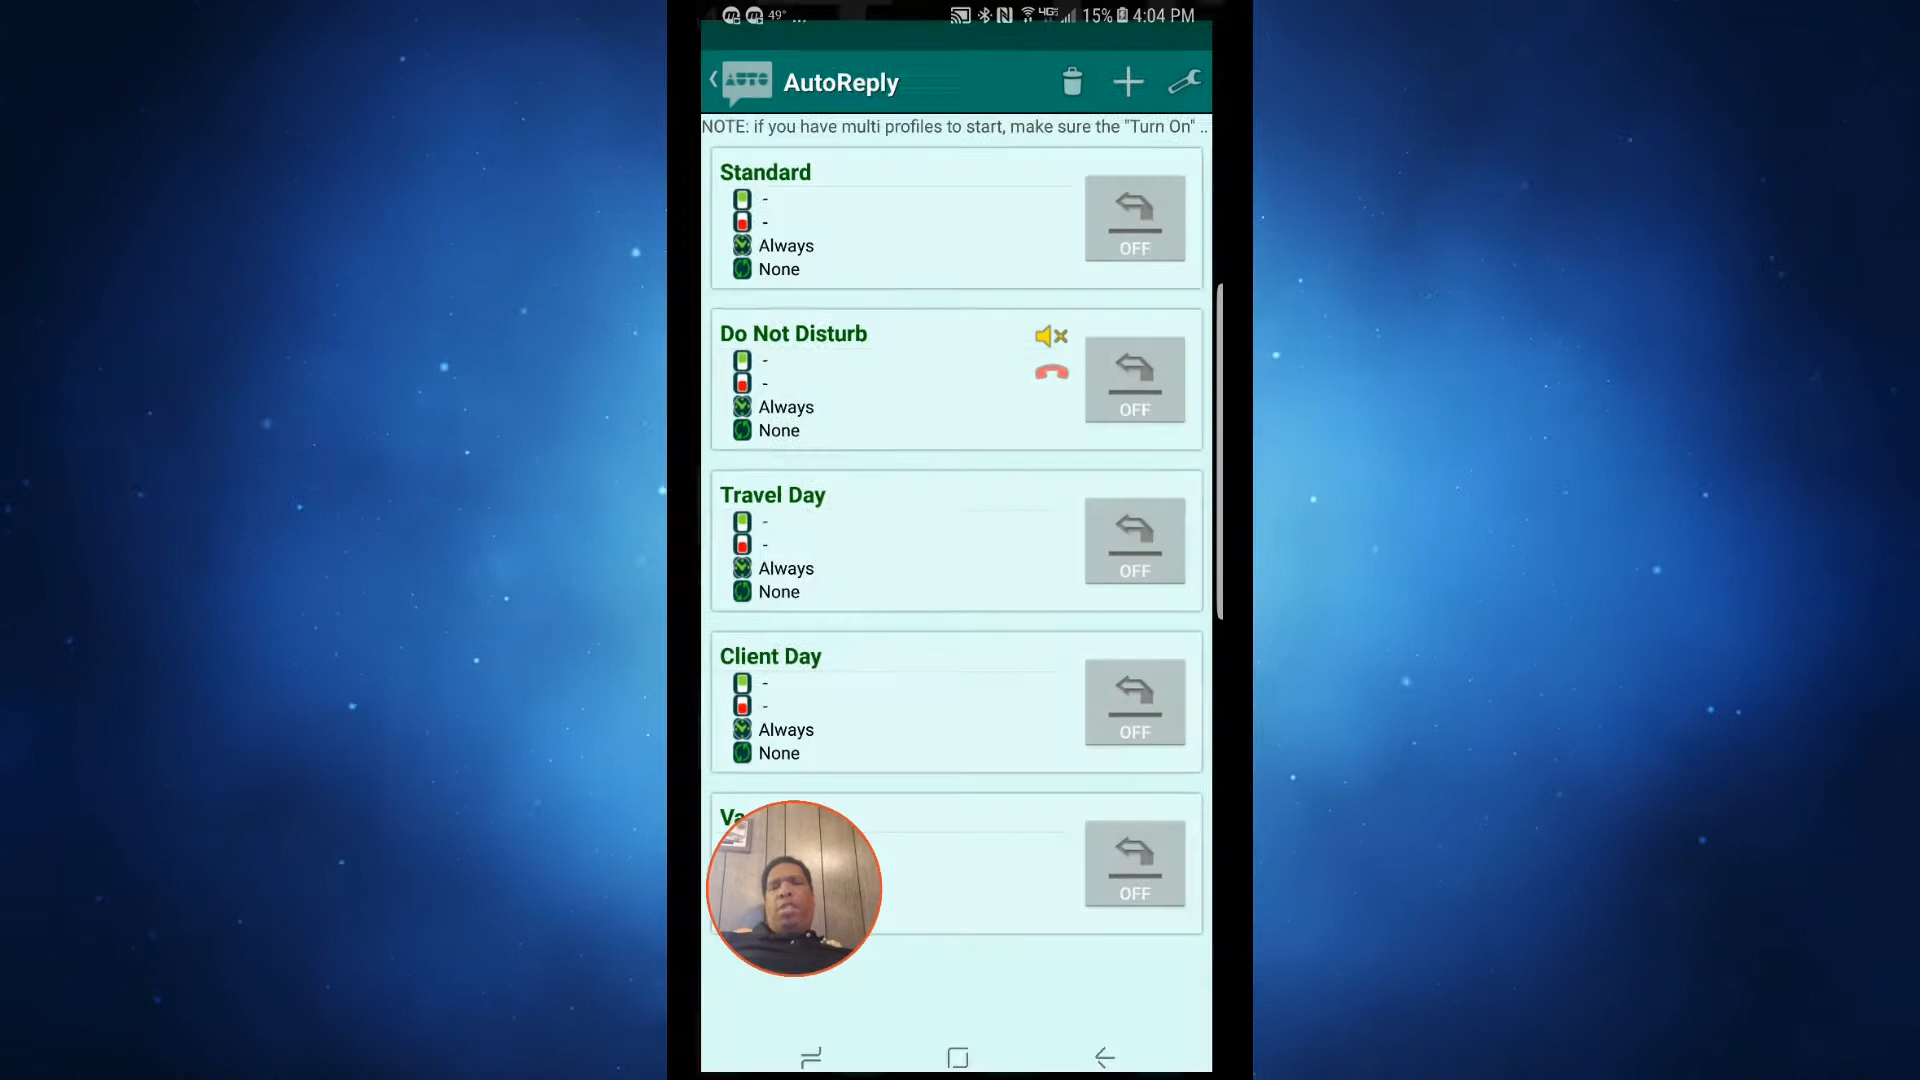 49° ... 4G 15% 4:04 PM
AUTO AutoReply
NOTE: if you have multi profiles to start, make sure the "Turn On" ..
Standard
-
-
Always
None
OFF
Do Not Disturb
-
-
Always
None
OFF
Travel Day
-
-
Always
None
OFF
Client Day
-
-
Always
None
OFF
OFF